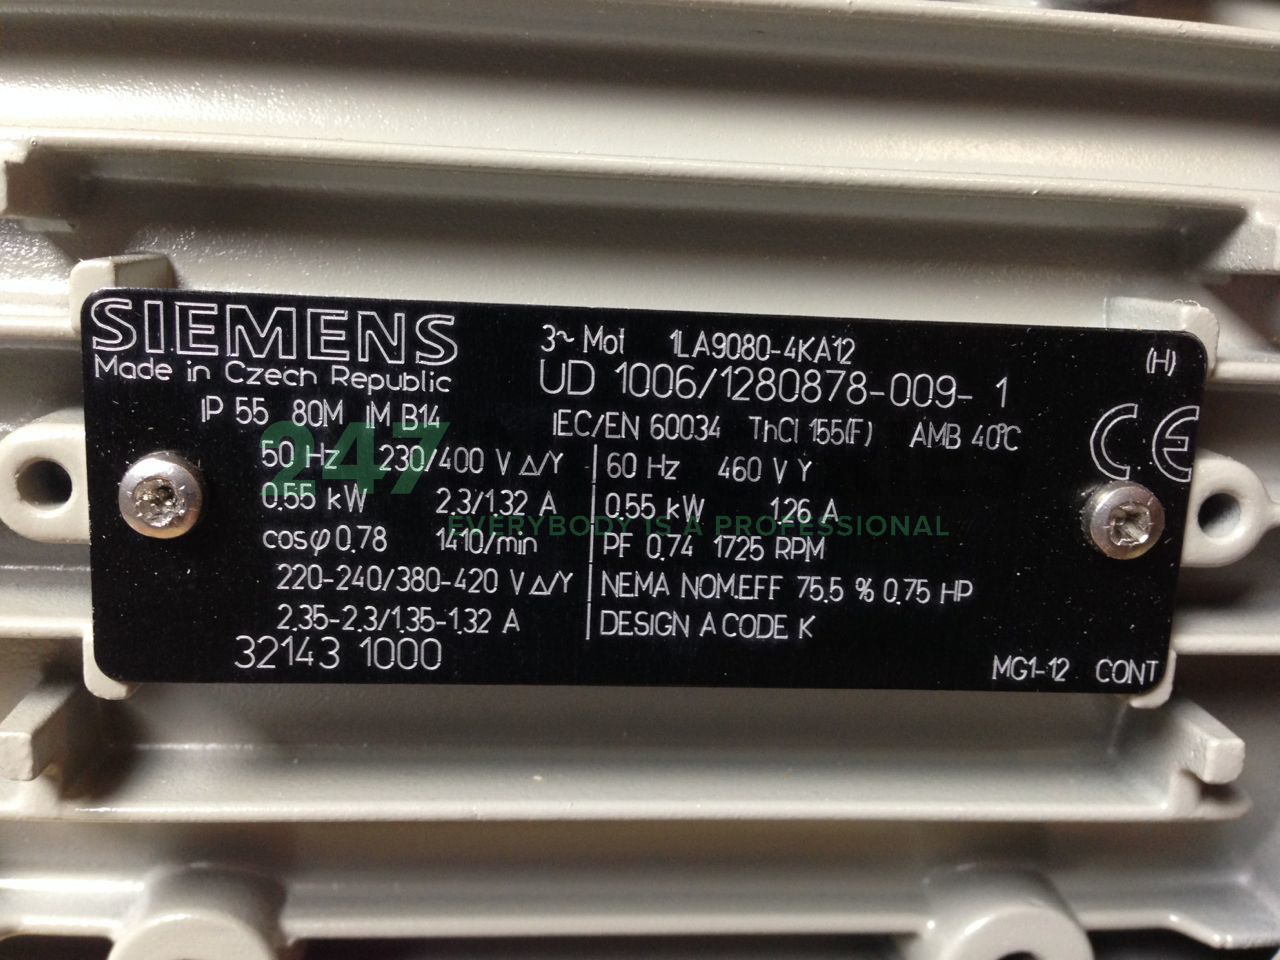 SIEMENS
Made in Czech Republic
3~ Mot 1LA9080-4KA12 (H)
UD 1006/1280878-009- 1
IP 55 80M IM B14 IEC/EN 60034 Th.Cl 155(F) AMB 40°C
CE
50 Hz 230/400 V Δ/Y 60 Hz 460 V Y
0.55 kW 2.3/1.32 A 0.55 kW 1.26 A
cosφ 0.78 1410/min PF 0.74 1725 RPM
220-240/380-420 V Δ/Y NEMA NOM.EFF 75.5 % 0.75 HP
2.35-2.3/1.35-1.32 A DESIGN A CODE K
32143 1000
MG1-12 CONT
247
EVERYBODY IS A PROFESSIONAL